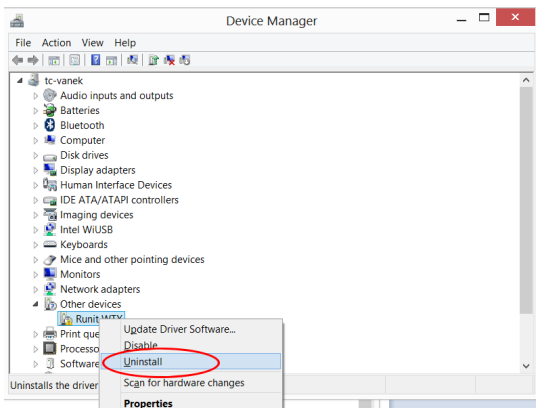 Device Manager
File Action View Help
tc-vanek
Audio inputs and outputs
Batteries
Bluetooth
Computer
Disk drives
Display adapters
Human Interface Devices
IDE ATA/ATAPI controllers
Imaging devices
Intel WiUSB
Keyboards
Mice and other pointing devices
Monitors
Network adapters
Other devices
Runit WTX
Print que
Update Driver Software...
Processo
Disable
Software
Uninstall
Uninstalls the driver
Scan for hardware changes
Properties